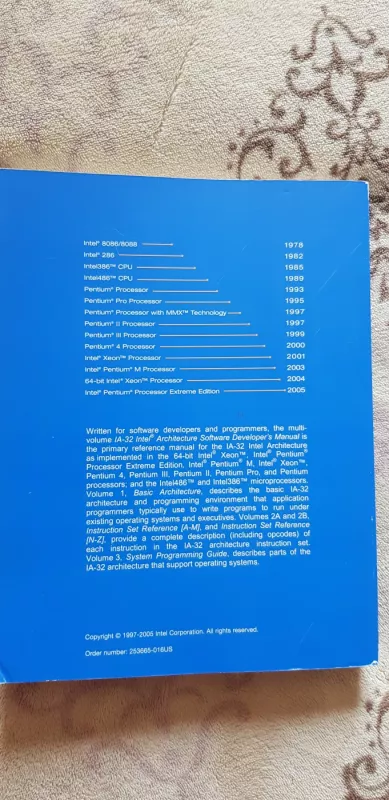 Intel® 8086/8088 1978
Intel® 286 1982
Intel386™ CPU 1985
Intel486™ CPU 1989
Pentium® Processor 1993
Pentium® Pro Processor 1995
Pentium® Processor with MMX™ Technology 1997
Pentium® II Processor 1997
Pentium® III Processor 1999
Pentium® 4 Processor 2000
Intel® Xeon™ Processor 2001
Intel® Pentium® M Processor 2003
64-bit Intel® Xeon™ Processor 2004
Intel® Pentium® Processor Extreme Edition 2005
Written for software developers and programmers, the multi-
volume IA-32 Intel® Architecture Software Developer's Manual is
the primary reference manual for the IA-32 Intel Architecture
as implemented in the 64-bit Intel® Xeon™, Intel® Pentium®
Processor Extreme Edition, Intel® Pentium® M, Intel® Xeon™,
Pentium 4, Pentium III, Pentium II, Pentium Pro, and Pentium
processors; and the Intel486™ and Intel386™ microprocessors.
Volume 1, Basic Architecture, describes the basic IA-32
architecture and programming environment that application
programmers typically use to write programs to run under
existing operating systems and executives. Volumes 2A and 2B,
Instruction Set Reference [A-M], and Instruction Set Reference
[N-Z], provide a complete description (including opcodes) of
each instruction in the IA-32 architecture instruction set.
Volume 3, System Programming Guide, describes parts of the
IA-32 architecture that support operating systems.
Copyright © 1997-2005 Intel Corporation. All rights reserved.
Order number: 253665-016US